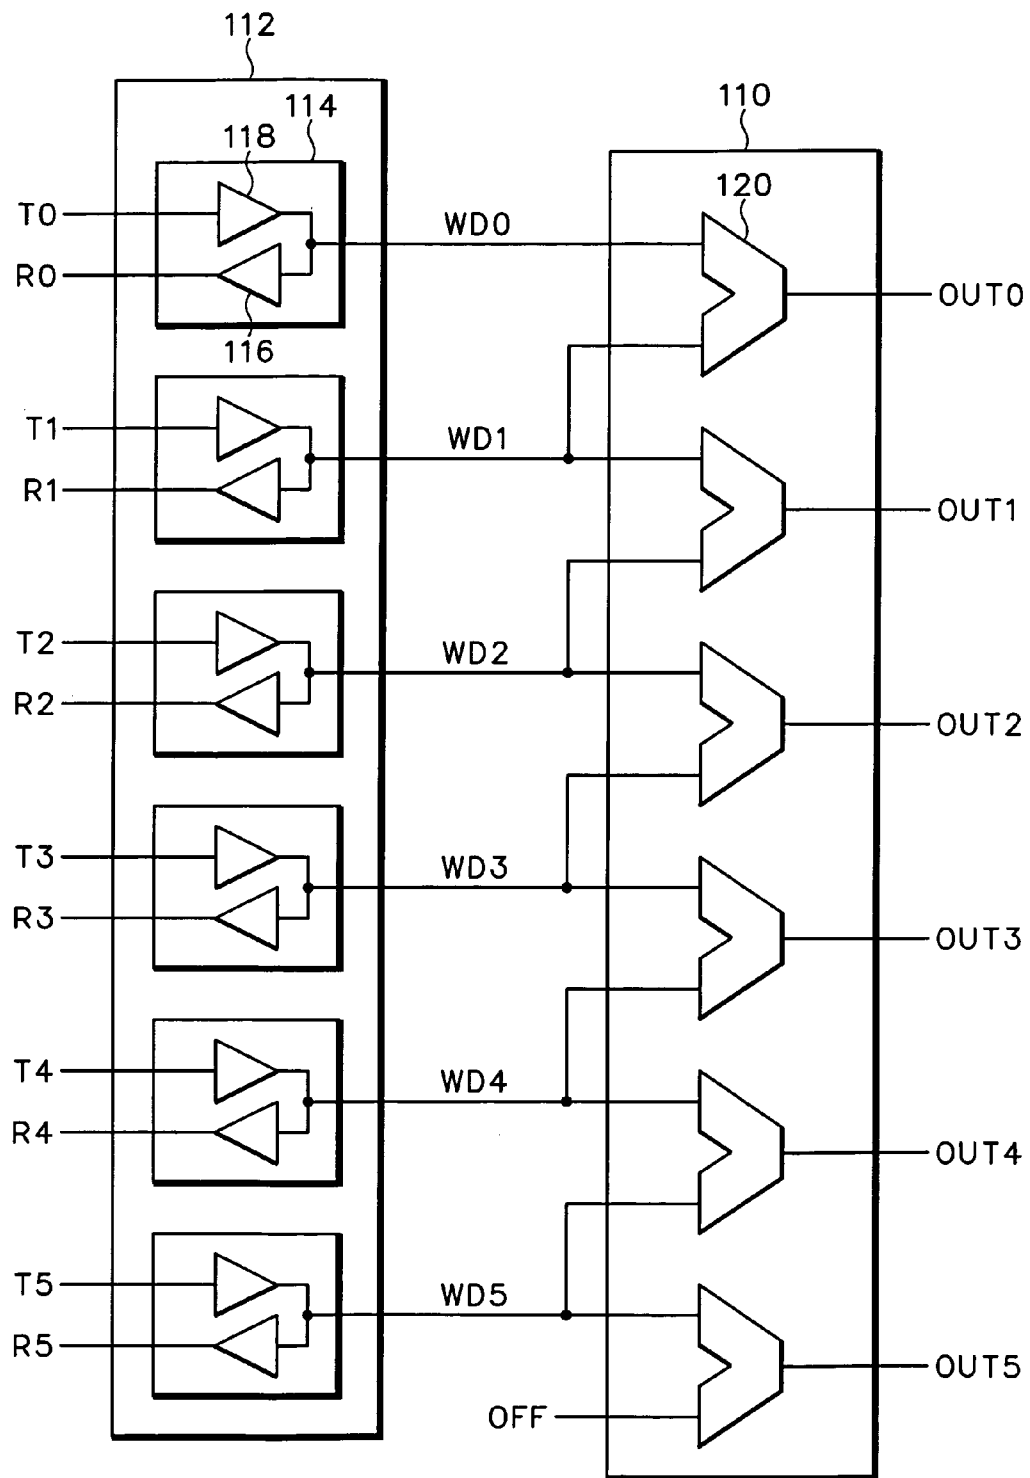 112
114
110
118
120
T0
WD0
R0
OUT0
116
T1
WD1
R1
OUT1
T2
WD2
R2
OUT2
T3
WD3
R3
OUT3
T4
WD4
R4
OUT4
T5
WD5
R5
OUT5
OFF